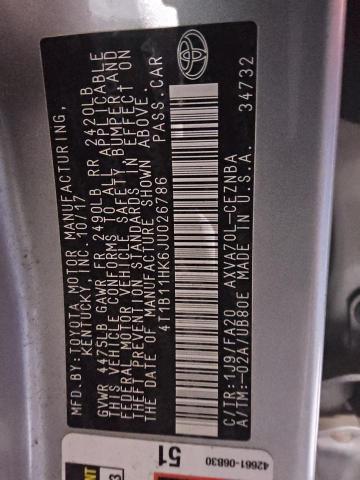 MFD.BY:TOYOTA MOTOR MANUFACTURING,
KENTUCKY, INC. 10/17
GVWR 4475LB GAWR FR 2490LB RR 2420LB
THIS VEHICLE CONFORMS TO ALL APPLICABLE
FEDERAL MOTOR VEHICLE SAFETY, BUMPER AND
THEFT PREVENTION STANDARDS IN EFFECT ON
THE DATE OF MANUFACTURE SHOWN ABOVE.
4T1B11HK6JU026786 PASS.CAR
C/TR:1J9/FA20 AXVA70L-CEZNBA
A/TM:-02A/UB80E MADE IN U.S.A. 34732
42661-06B30
51